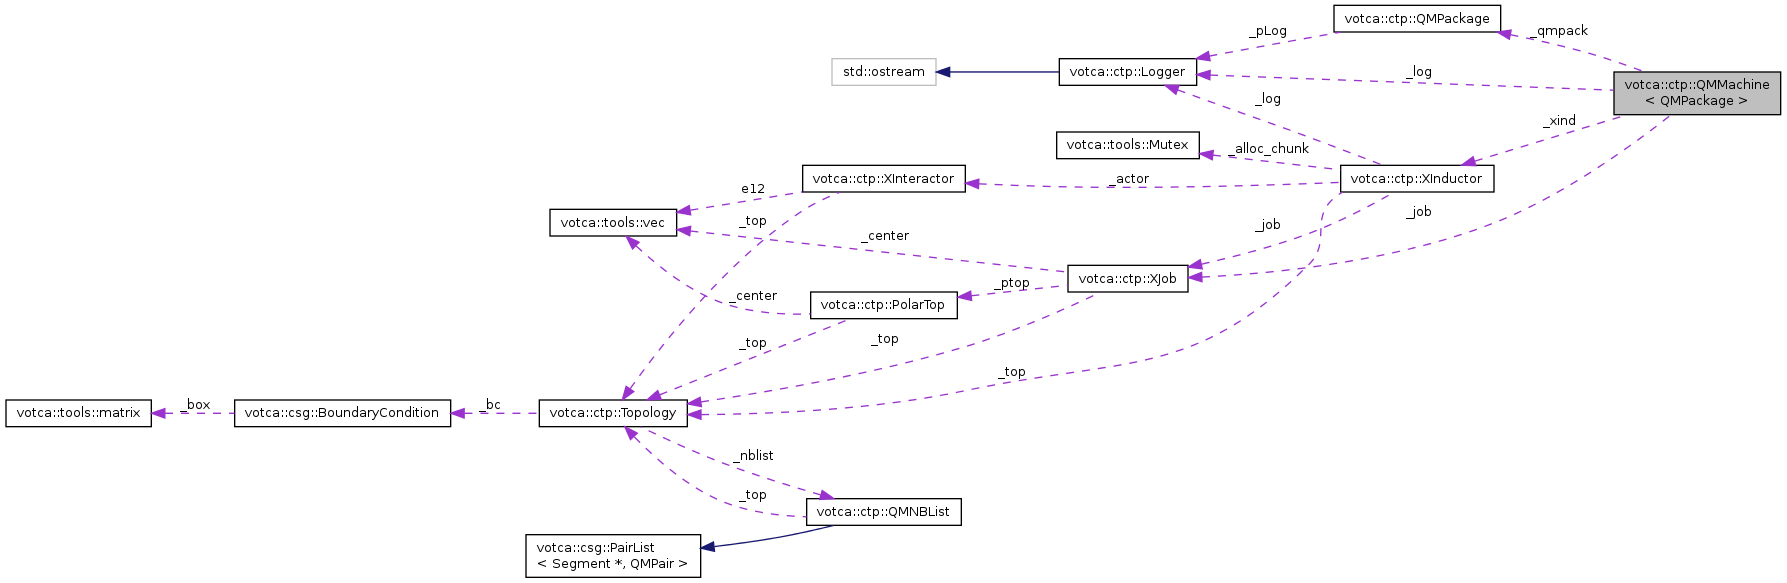 votca::ctp::QMPackage
_pLog
_qmpack
std::ostream
votca::ctp::Logger
_log
votca::ctp::QMMachine
< QMPackage >
_log
_xind
votca::tools::Mutex
_alloc_chunk
votca::ctp::XInteractor
_actor
votca::ctp::XInductor
e12
votca::tools::vec
_top
_job
_job
_center
votca::ctp::XJob
_ptop
_center
votca::ctp::PolarTop
_top
_top
_top
votca::tools::matrix
_box
votca::csg::BoundaryCondition
_bc
votca::ctp::Topology
_nblist
_top
votca::ctp::QMNBList
votca::csg::PairList
< Segment *, QMPair >